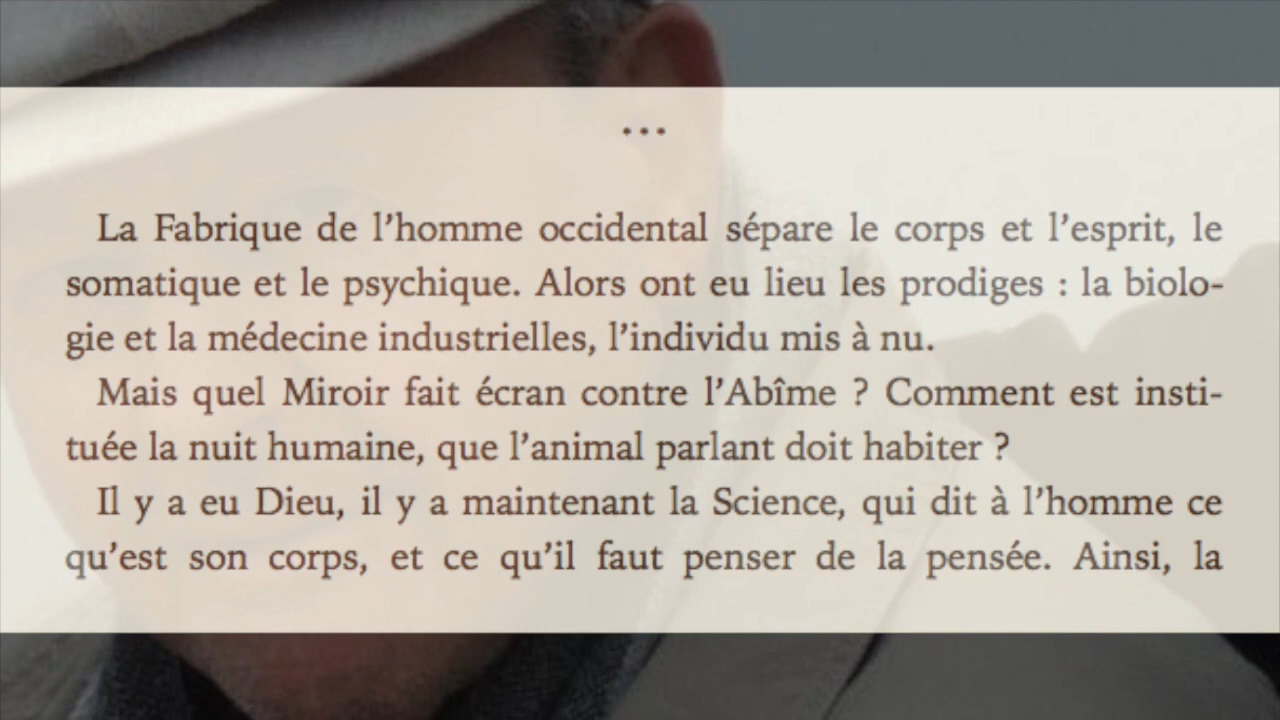 ...
La Fabrique de l’homme occidental sépare le corps et l’esprit, le
somatique et le psychique. Alors ont eu lieu les prodiges : la biolo-
gie et la médecine industrielles, l’individu mis à nu.
Mais quel Miroir fait écran contre l’Abîme ? Comment est insti-
tuée la nuit humaine, que l’animal parlant doit habiter ?
Il y a eu Dieu, il y a maintenant la Science, qui dit à l’homme ce
qu’est son corps, et ce qu’il faut penser de la pensée. Ainsi, la